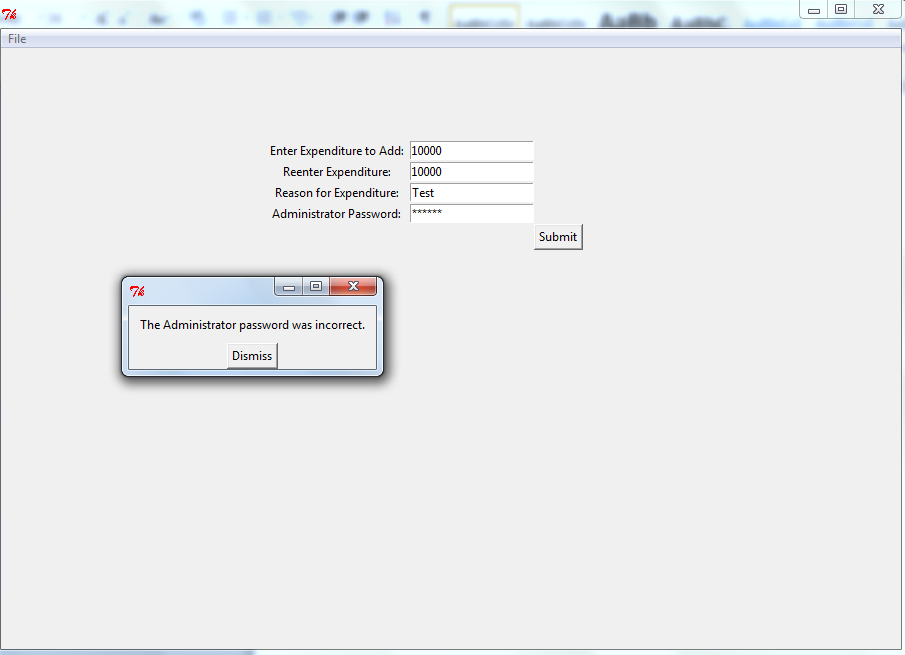 File
Enter Expenditure to Add: 10000
Reenter Expenditure: 10000
Reason for Expenditure: Test
Administrator Password: ******
Submit
The Administrator password was incorrect.
Dismiss